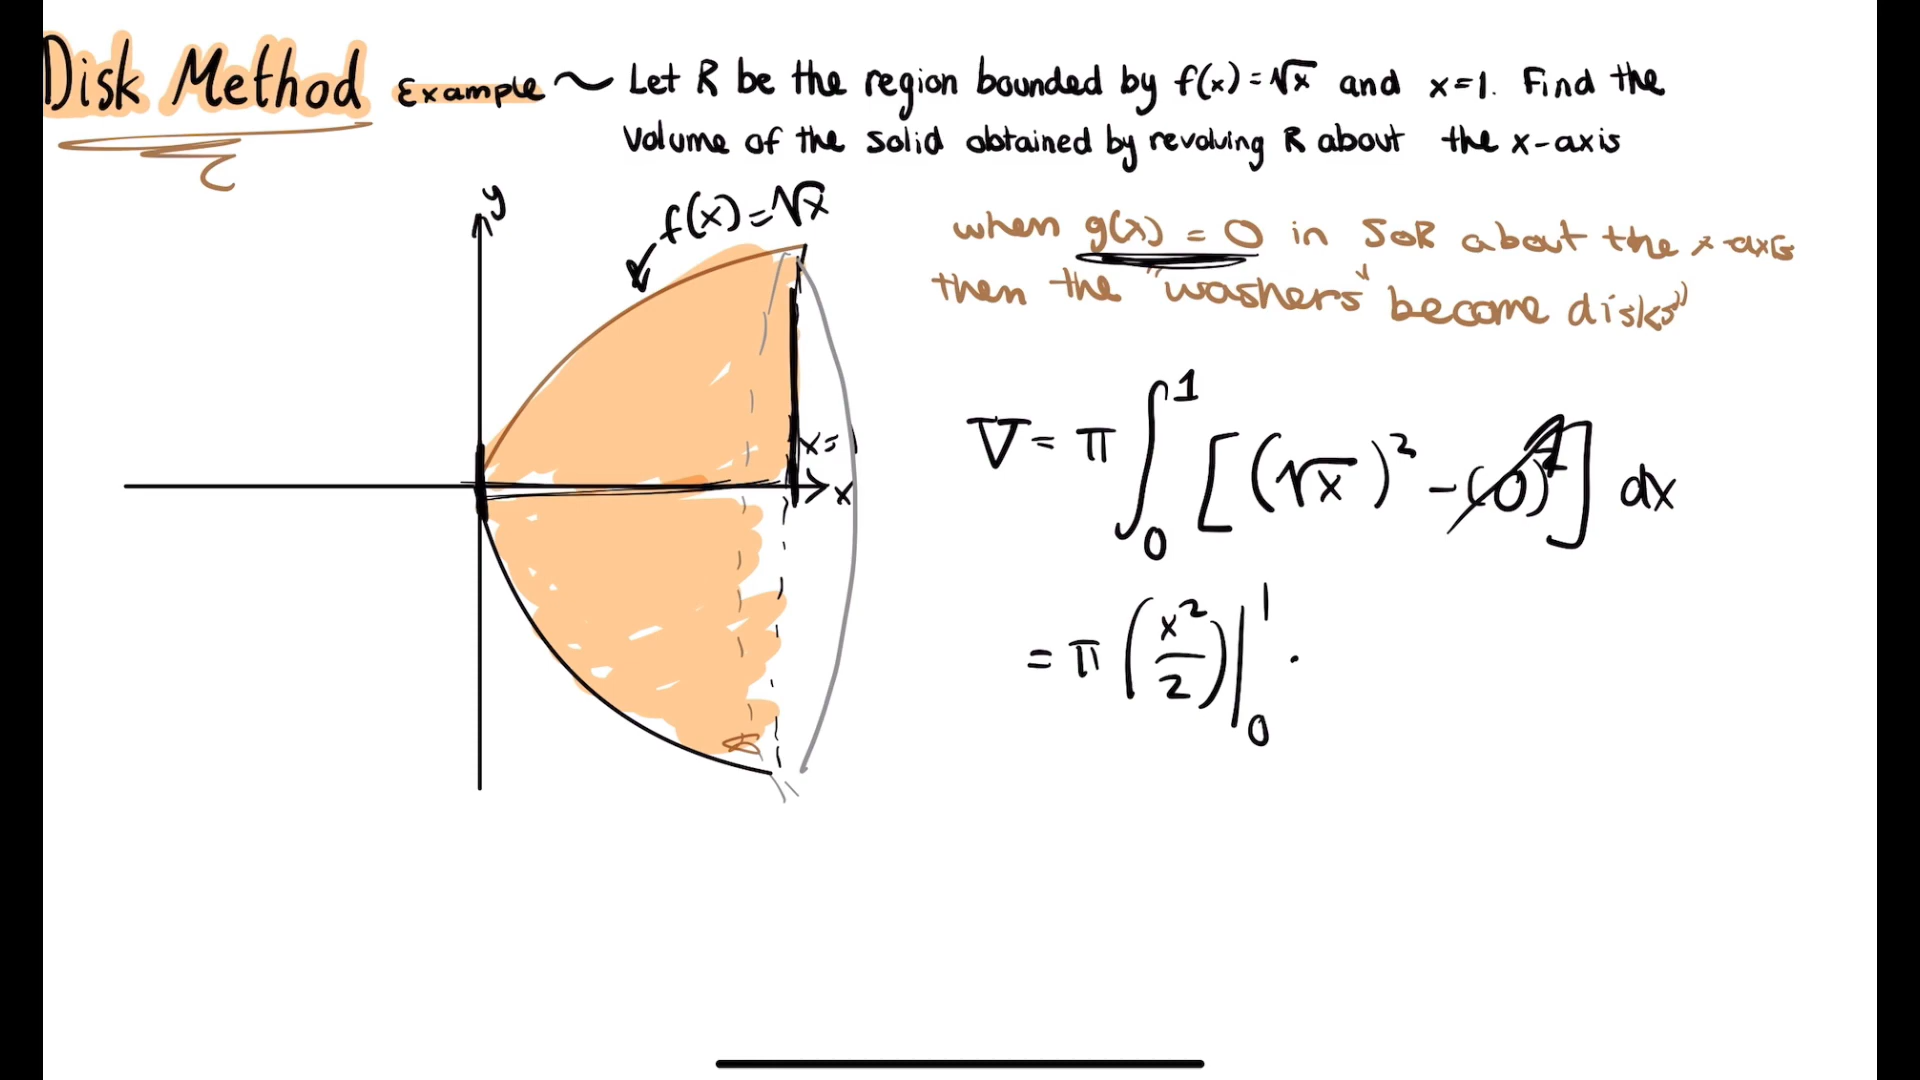 Disk Method Example ~ Let R be the region bounded by f(x)=√x and x=1. Find the
Volume of the solid obtained by revolving R about the x-axis
y
f(x)=√x
when g(x) = 0 in SoR about the x-axis
then the "washers" become disks"
V = π ∫₀¹ [(√x)² - (0)²] dx
x=1
x
= π (x²/2) |₀¹ .